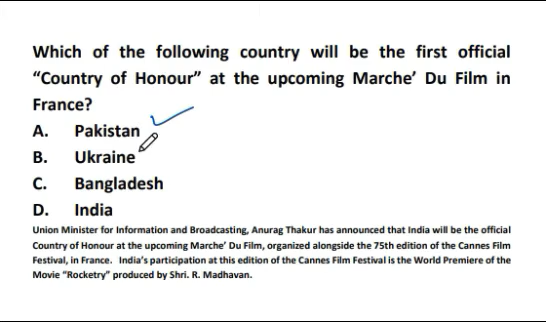 Which of the following country will be the first official
“Country of Honour” at the upcoming Marche’ Du Film in
France?
A. Pakistan
B. Ukraine
C. Bangladesh
D. India
Union Minister for Information and Broadcasting, Anurag Thakur has announced that India will be the official
Country of Honour at the upcoming Marche’ Du Film, organized alongside the 75th edition of the Cannes Film
Festival, in France. India’s participation at this edition of the Cannes Film Festival is the World Premiere of the
Movie “Rocketry” produced by Shri. R. Madhavan.